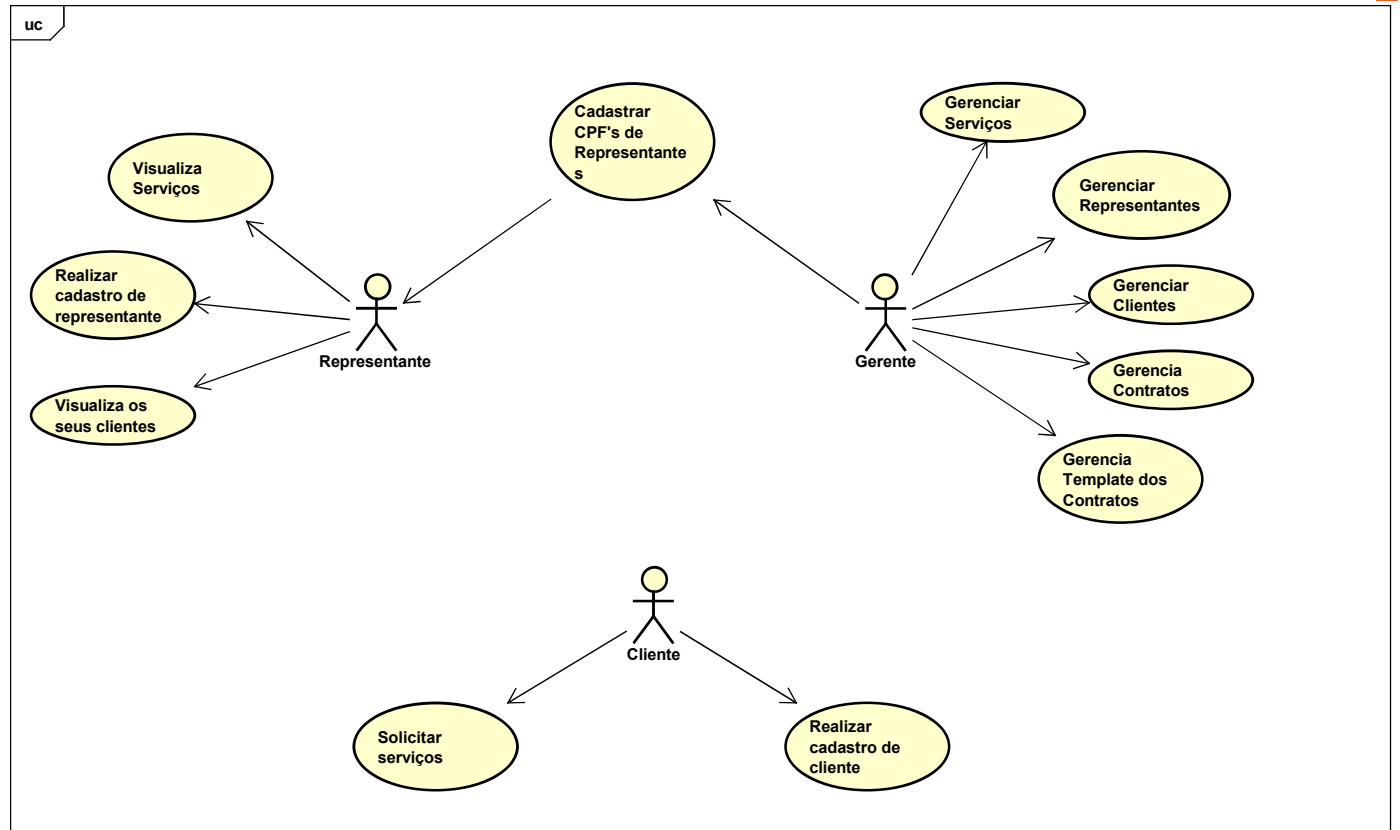 uc
Cadastrar
CPF's de
Representante
s
Gerenciar
Serviços
Visualiza
Serviços
Gerenciar
Representantes
Realizar
cadastro de
representante
Gerenciar
Clientes
Representante
Gerente
Gerencia
Contratos
Visualiza os
seus clientes
Gerencia
Template dos
Contratos
Cliente
Solicitar
serviços
Realizar
cadastro de
cliente